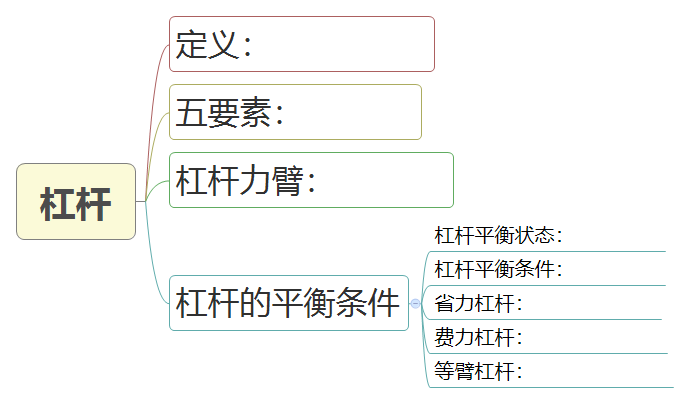 杠杆
定义：
五要素：
杠杆力臂：
杠杆的平衡条件
杠杆平衡状态：
杠杆平衡条件：
省力杠杆：
费力杠杆：
等臂杠杆：